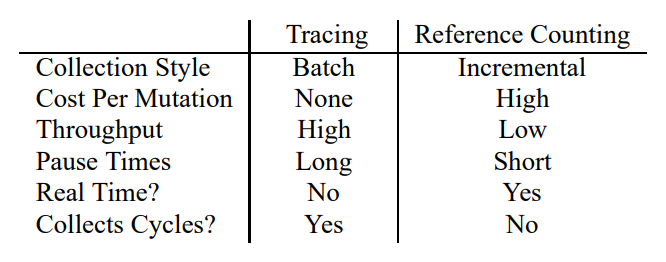 Tracing Reference Counting
Collection Style Batch Incremental
Cost Per Mutation None High
Throughput High Low
Pause Times Long Short
Real Time? No Yes
Collects Cycles? Yes No